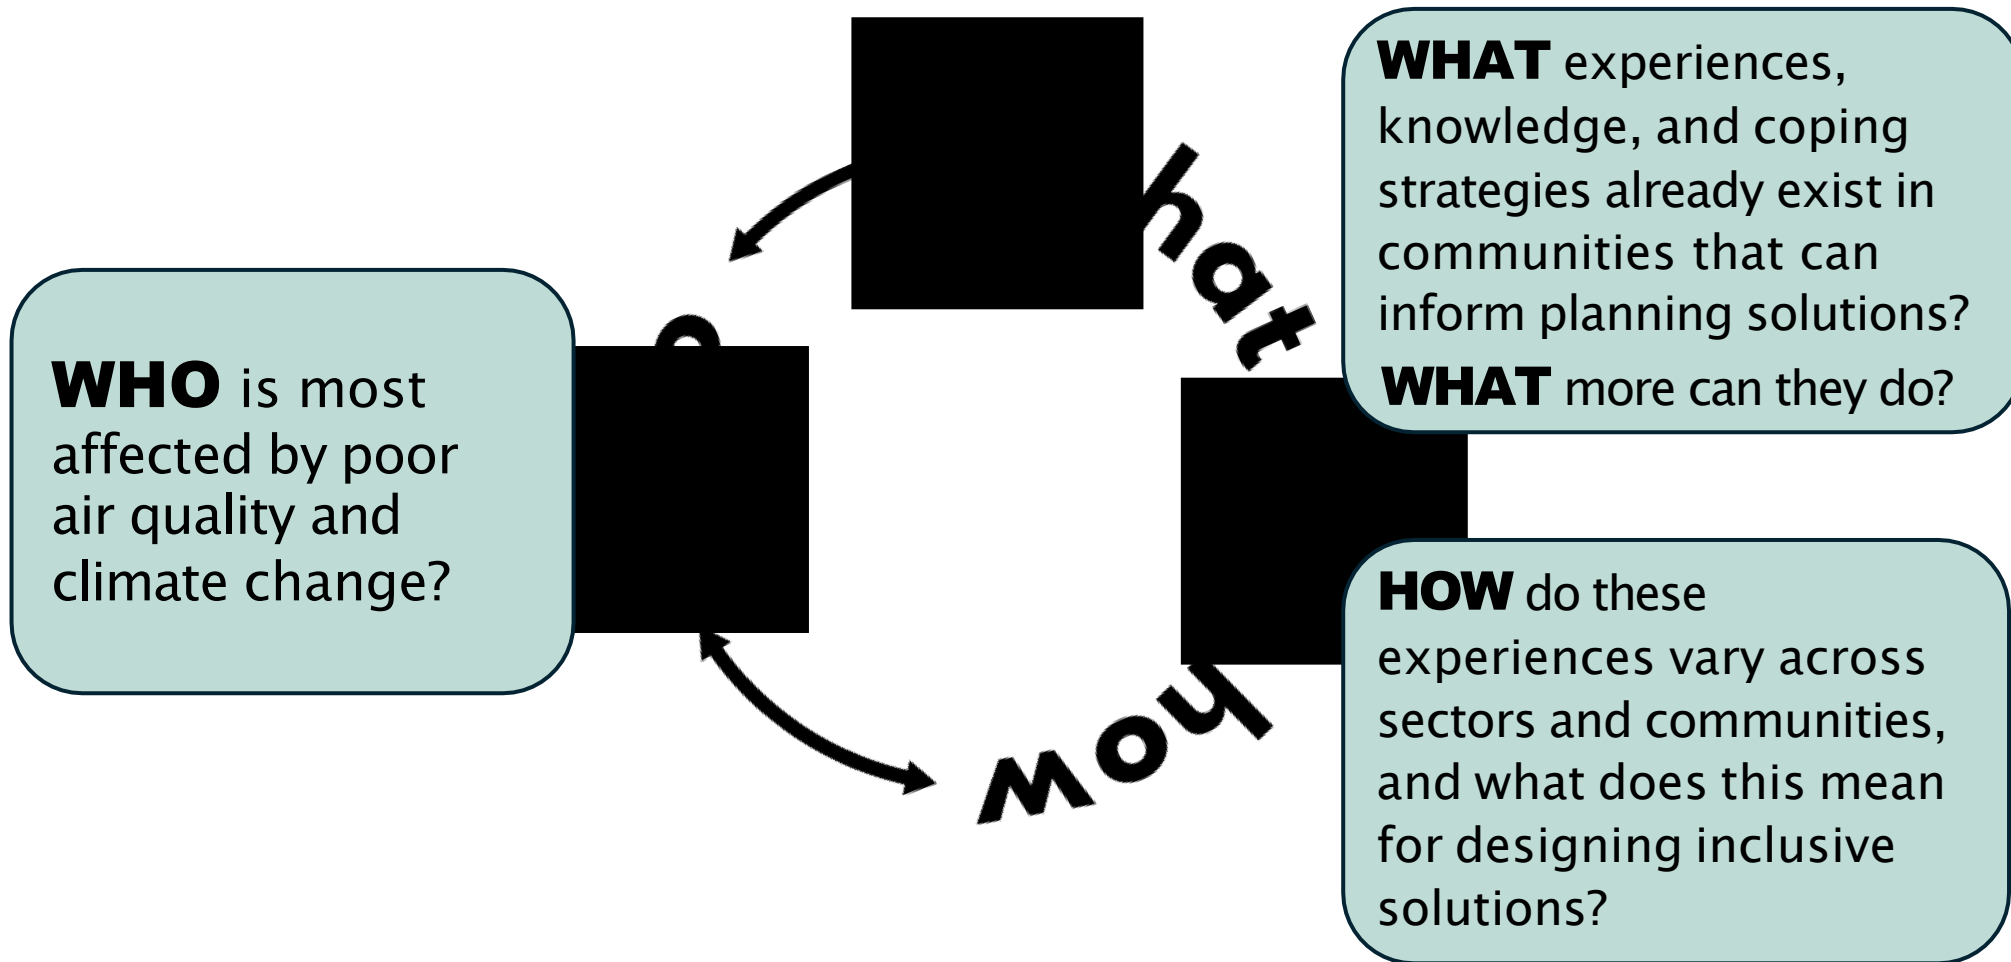 WHO is most
affected by poor
air quality and
climate change?
hat
WHAT experiences,
knowledge, and coping
strategies already exist in
communities that can
inform planning solutions?
WHAT more can they do?
how
HOW do these
experiences vary across
sectors and communities,
and what does this mean
for designing inclusive
solutions?